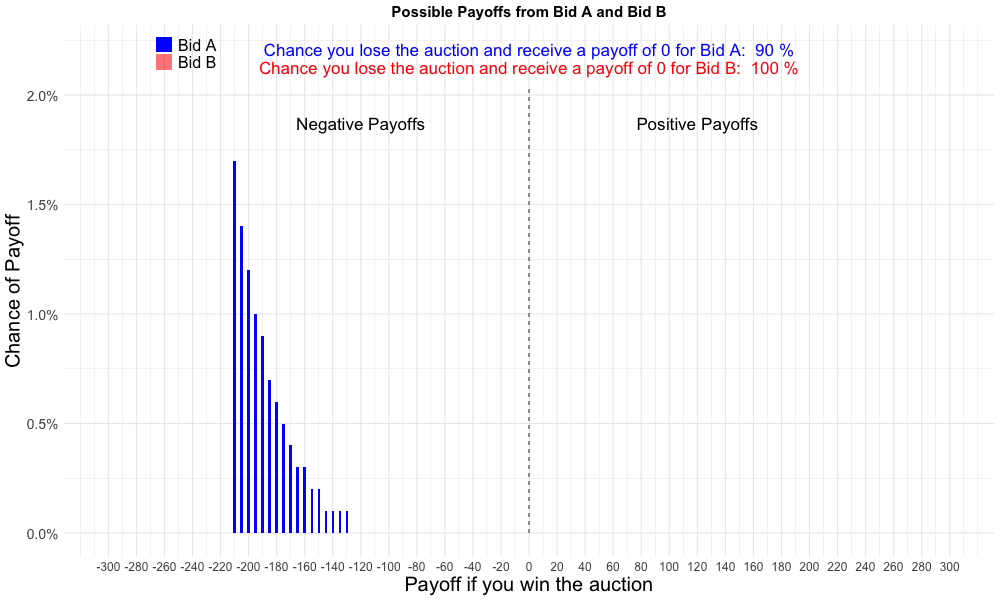 Possible Payoffs from Bid A and Bid B
Bid A
Bid B
Chance you lose the auction and receive a payoff of 0 for Bid A:  90 %
Chance you lose the auction and receive a payoff of 0 for Bid B:  100 %
Negative Payoffs
Positive Payoffs
Chance of Payoff
2.0%
1.5%
1.0%
0.5%
0.0%
-300 -280 -260 -240 -220 -200 -180 -160 -140 -120 -100 -80 -60 -40 -20 0 20 40 60 80 100 120 140 160 180 200 220 240 260 280 300
Payoff if you win the auction